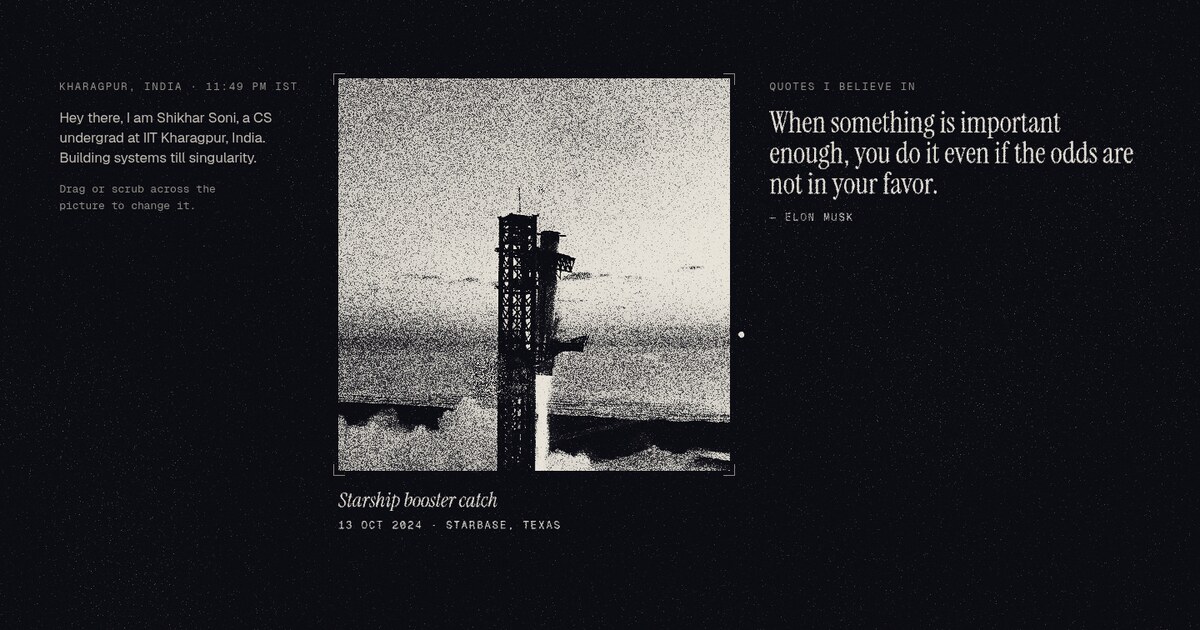 KHARAGPUR, INDIA · 11:49 PM IST
Hey there, I am Shikhar Soni, a CS
undergrad at IIT Kharagpur, India.
Building systems till singularity.
Drag or scrub across the
picture to change it.
Starship booster catch
13 OCT 2024 · STARBASE, TEXAS
QUOTES I BELIEVE IN
When something is important
enough, you do it even if the odds are
not in your favor.
— ELON MUSK